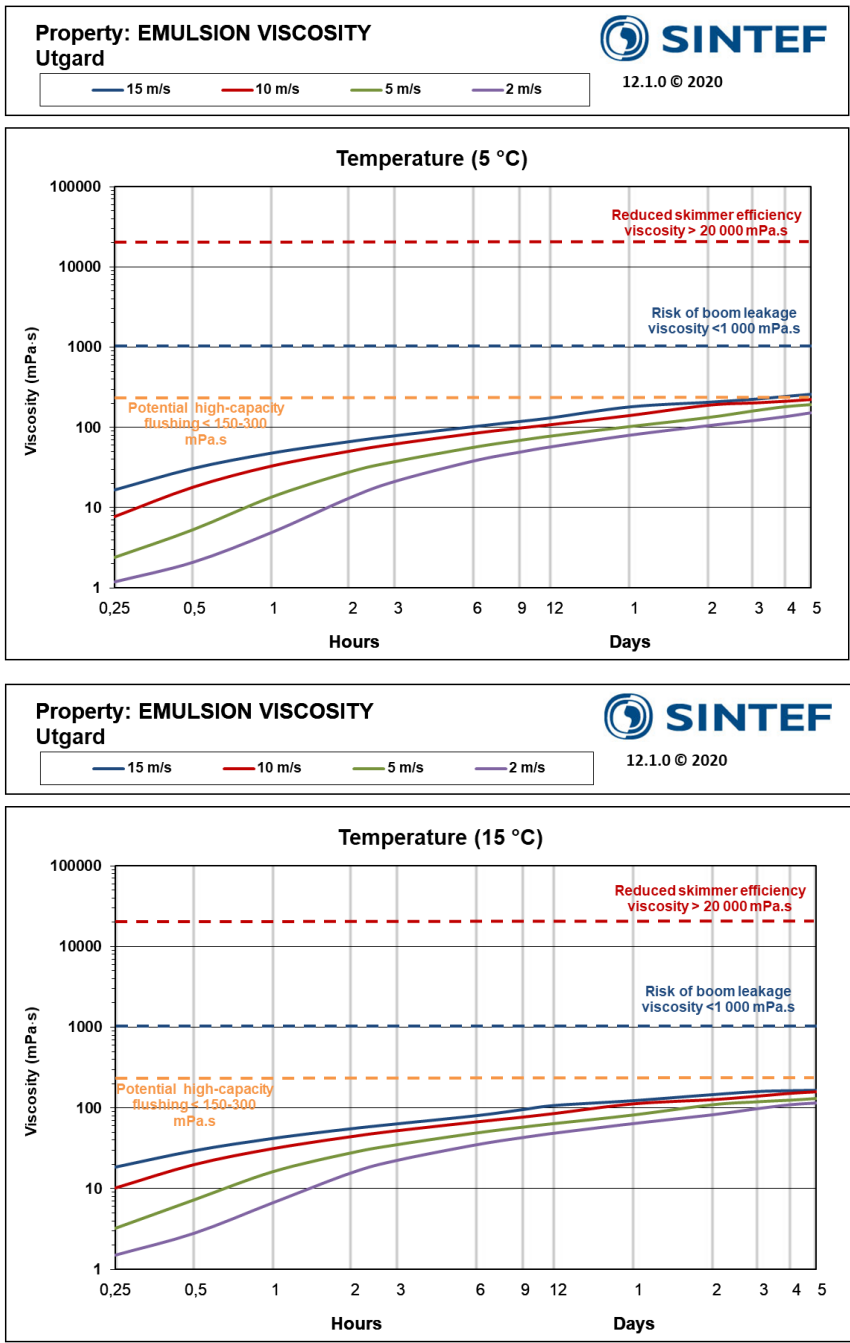 Property: EMULSION VISCOSITY
Utgard
SINTEF
15 m/s 10 m/s 5 m/s 2 m/s
12.1.0 © 2020
Temperature (5 °C)
Viscosity (mPa·s)
100000
10000
1000
100
10
1
Reduced skimmer efficiency
viscosity > 20 000 mPa.s
Risk of boom leakage
viscosity <1 000 mPa.s
Potential high-capacity
flushing < 150-300
mPa.s
0,25 0,5 1 2 3 6 9 12 1 2 3 4 5
Hours Days
Property: EMULSION VISCOSITY
Utgard
SINTEF
15 m/s 10 m/s 5 m/s 2 m/s
12.1.0 © 2020
Temperature (15 °C)
Viscosity (mPa·s)
100000
10000
1000
100
10
1
Reduced skimmer efficiency
viscosity > 20 000 mPa.s
Risk of boom leakage
viscosity <1 000 mPa.s
Potential high-capacity
flushing < 150-300
mPa.s
0,25 0,5 1 2 3 6 9 12 1 2 3 4 5
Hours Days